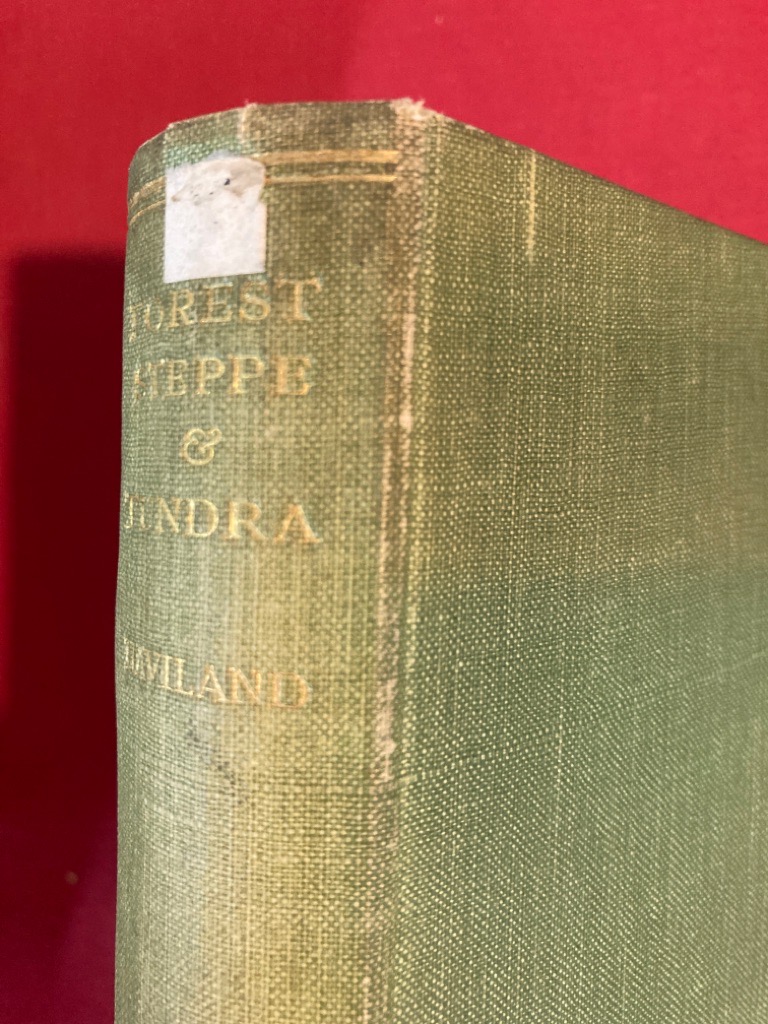 FOREST
STEPPE
&
TUNDRA
HAVILAND